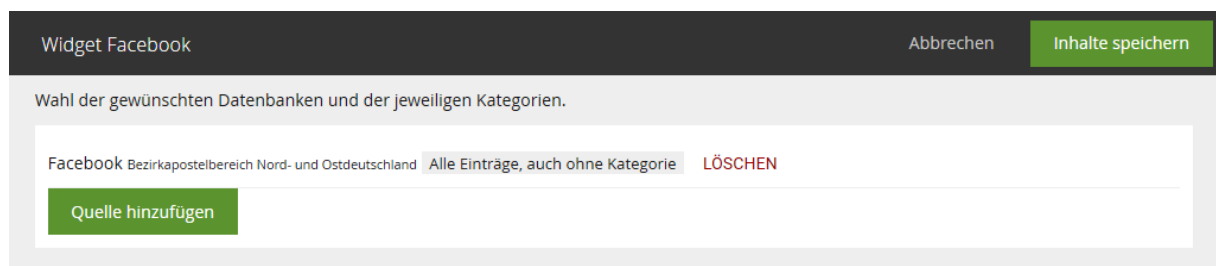 Widget Facebook Abbrechen Inhalte speichern
Wahl der gewünschten Datenbanken und der jeweiligen Kategorien.
Facebook Bezirkapostelbereich Nord- und Ostdeutschland Alle Einträge, auch ohne Kategorie LÖSCHEN
Quelle hinzufügen